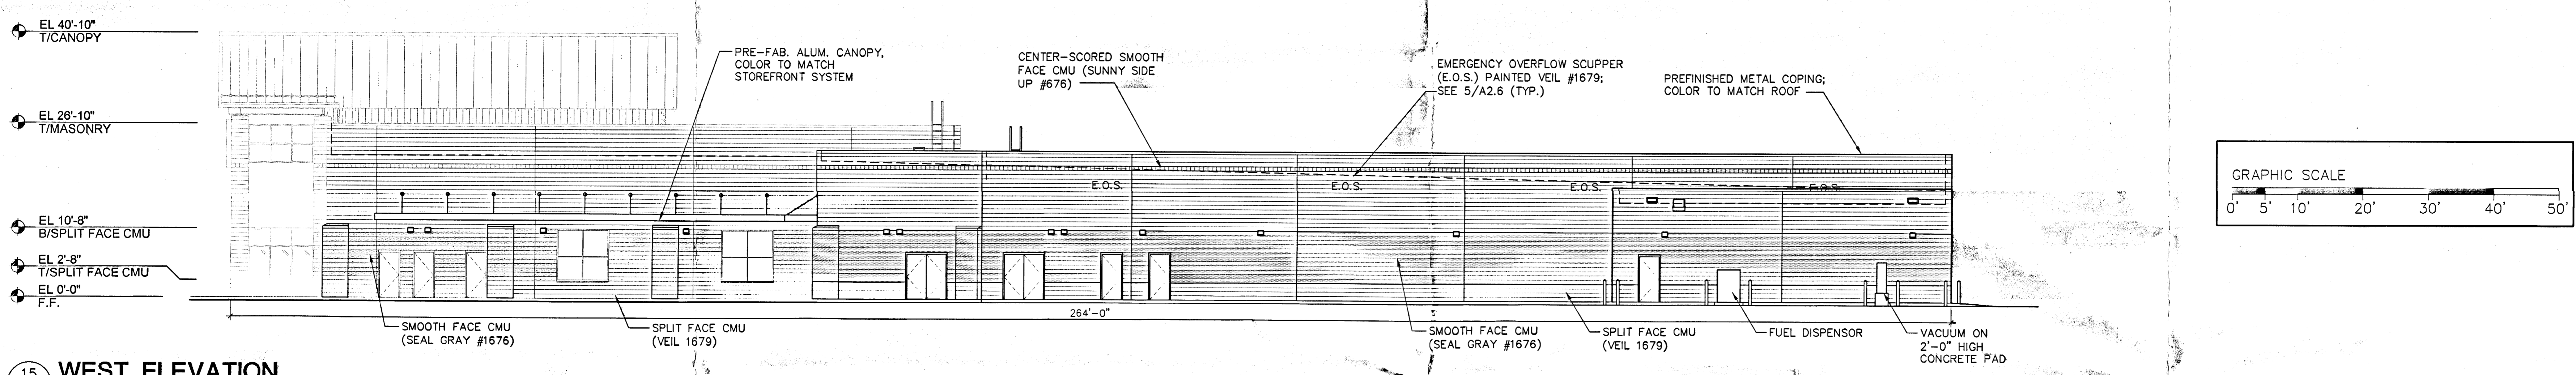 EL 40'-10"
T/CANOPY
EL 26'-10"
T/MASONRY
EL 10'-8"
B/SPLIT FACE CMU
EL 2'-8"
T/SPLIT FACE CMU
EL 0'-0"
F.F.
PRE-FAB. ALUM. CANOPY,
COLOR TO MATCH
STOREFRONT SYSTEM
CENTER-SCORED SMOOTH
FACE CMU (SUNNY SIDE
UP #676)
EMERGENCY OVERFLOW SCUPPER
(E.O.S.) PAINTED VEIL #1679;
SEE 5/A2.6 (TYP.)
PREFINISHED METAL COPING;
COLOR TO MATCH ROOF
E.O.S.
E.O.S.
E.O.S.
E.O.S.
264'-0"
SMOOTH FACE CMU
(SEAL GRAY #1676)
SPLIT FACE CMU
(VEIL 1679)
SMOOTH FACE CMU
(SEAL GRAY #1676)
SPLIT FACE CMU
(VEIL 1679)
FUEL DISPENSOR
VACUUM ON
2'-0" HIGH
CONCRETE PAD
GRAPHIC SCALE
0' 5' 10' 20' 30' 40' 50'
15 WEST ELEVATION